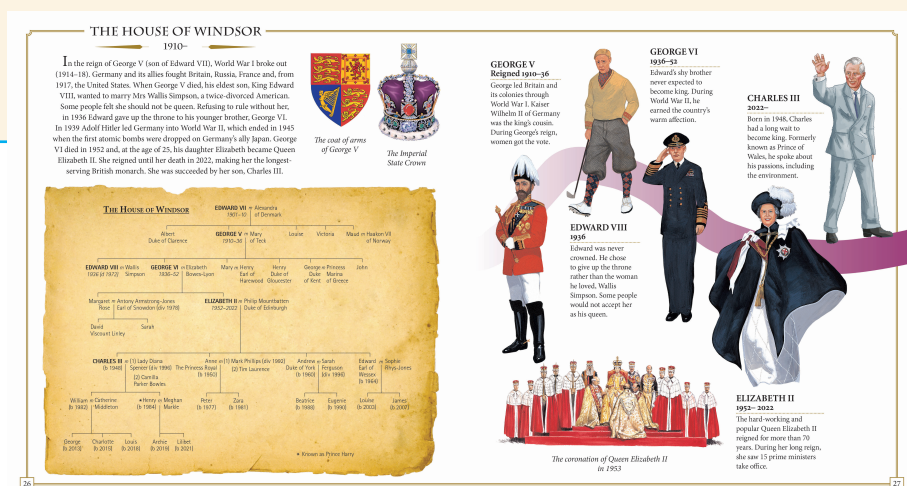 THE HOUSE OF WINDSOR
1910–
In the reign of George V (son of Edward VII), World War I broke out
(1914–18). Germany and its allies fought Britain, Russia, France and, from
1917, the United States. When George V died, his eldest son, King Edward
VIII, wanted to marry Mrs Wallis Simpson, a twice-divorced American.
Some people felt she should not be queen. Refusing to rule without her,
in 1936 Edward gave up the throne to his younger brother, George VI.
In 1939 Adolf Hitler led Germany into World War II, which ended in 1945
when the first atomic bombs were dropped on Germany's ally Japan. George
VI died in 1952 and, at the age of 25, his daughter Elizabeth became Queen
Elizabeth II. She reigned until her death in 2022, making her the longest-
serving British monarch. She was succeeded by her son, Charles III.
The coat of arms
of George V
The Imperial
State Crown
THE HOUSE OF WINDSOR
EDWARD VII = Alexandra
1901–10 of Denmark
Albert
Duke of Clarence
GEORGE V = Mary
1910–36 of Teck
Louise
Victoria
Maud = Haakon VII
of Norway
EDWARD VIII = Wallis
1936 (d 1972) Simpson
GEORGE VI = Elizabeth
1936–52 Bowes-Lyon
Mary = Henry
Earl of
Harewood
Henry
Duke of
Gloucester
George = Princess
Duke Marina
of Kent of Greece
John
Margaret = Antony Armstrong-Jones
Rose Earl of Snowdon (div 1978)
ELIZABETH II = Philip Mountbatten
1952–2022 Duke of Edinburgh
David
Viscount Linley
Sarah
CHARLES III = (1) Lady Diana
(b 1948) Spencer (div 1996)
(2) Camilla
Parker Bowles
Anne = (1) Mark Phillips (div 1992)
The Princess Royal (2) Tim Laurence
(b 1950)
Andrew = Sarah
Duke of York Ferguson
(b 1960) (div 1996)
Edward = Sophie
Earl of Rhys-Jones
Wessex
(b 1964)
William = Catherine
(b 1982) Middleton
★Henry = Meghan
(b 1984) Markle
Peter
(b 1977)
Zara
(b 1981)
Beatrice
(b 1988)
Eugenie
(b 1990)
Louise
(b 2003)
James
(b 2007)
George
(b 2013)
Charlotte
(b 2015)
Louis
(b 2018)
Archie
(b 2019)
Lilibet
(b 2021)
★ Known as Prince Harry
26
GEORGE V
Reigned 1910–36
George led Britain and
its colonies through
World War I. Kaiser
Wilhelm II of Germany
was the king's cousin.
During George's reign,
women got the vote.
EDWARD VIII
1936
Edward was never
crowned. He chose
to give up the throne
rather than the woman
he loved, Wallis
Simpson. Some people
would not accept her
as his queen.
GEORGE VI
1936–52
Edward's shy brother
never expected to
become king. During
World War II, he
earned the country's
warm affection.
CHARLES III
2022–
Born in 1948, Charles
had a long wait to
become king. Formerly
known as Prince of
Wales, he spoke about
his passions, including
the environment.
The coronation of Queen Elizabeth II
in 1953
ELIZABETH II
1952– 2022
The hard-working and
popular Queen Elizabeth II
reigned for more than 70
years. During her long reign,
she saw 15 prime ministers
take office.
27